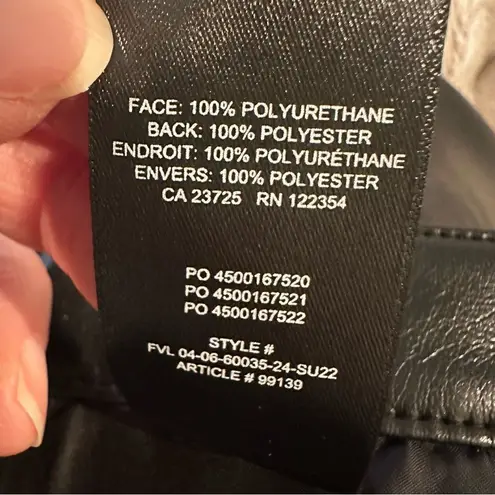 FACE: 100% POLYURETHANE
BACK: 100% POLYESTER
ENDROIT: 100% POLYURÉTHANE
ENVERS: 100% POLYESTER
CA 23725 RN 122354
PO 4500167520
PO 4500167521
PO 4500167522
STYLE #
FVL 04-06-60035-24-SU22
ARTICLE # 99139